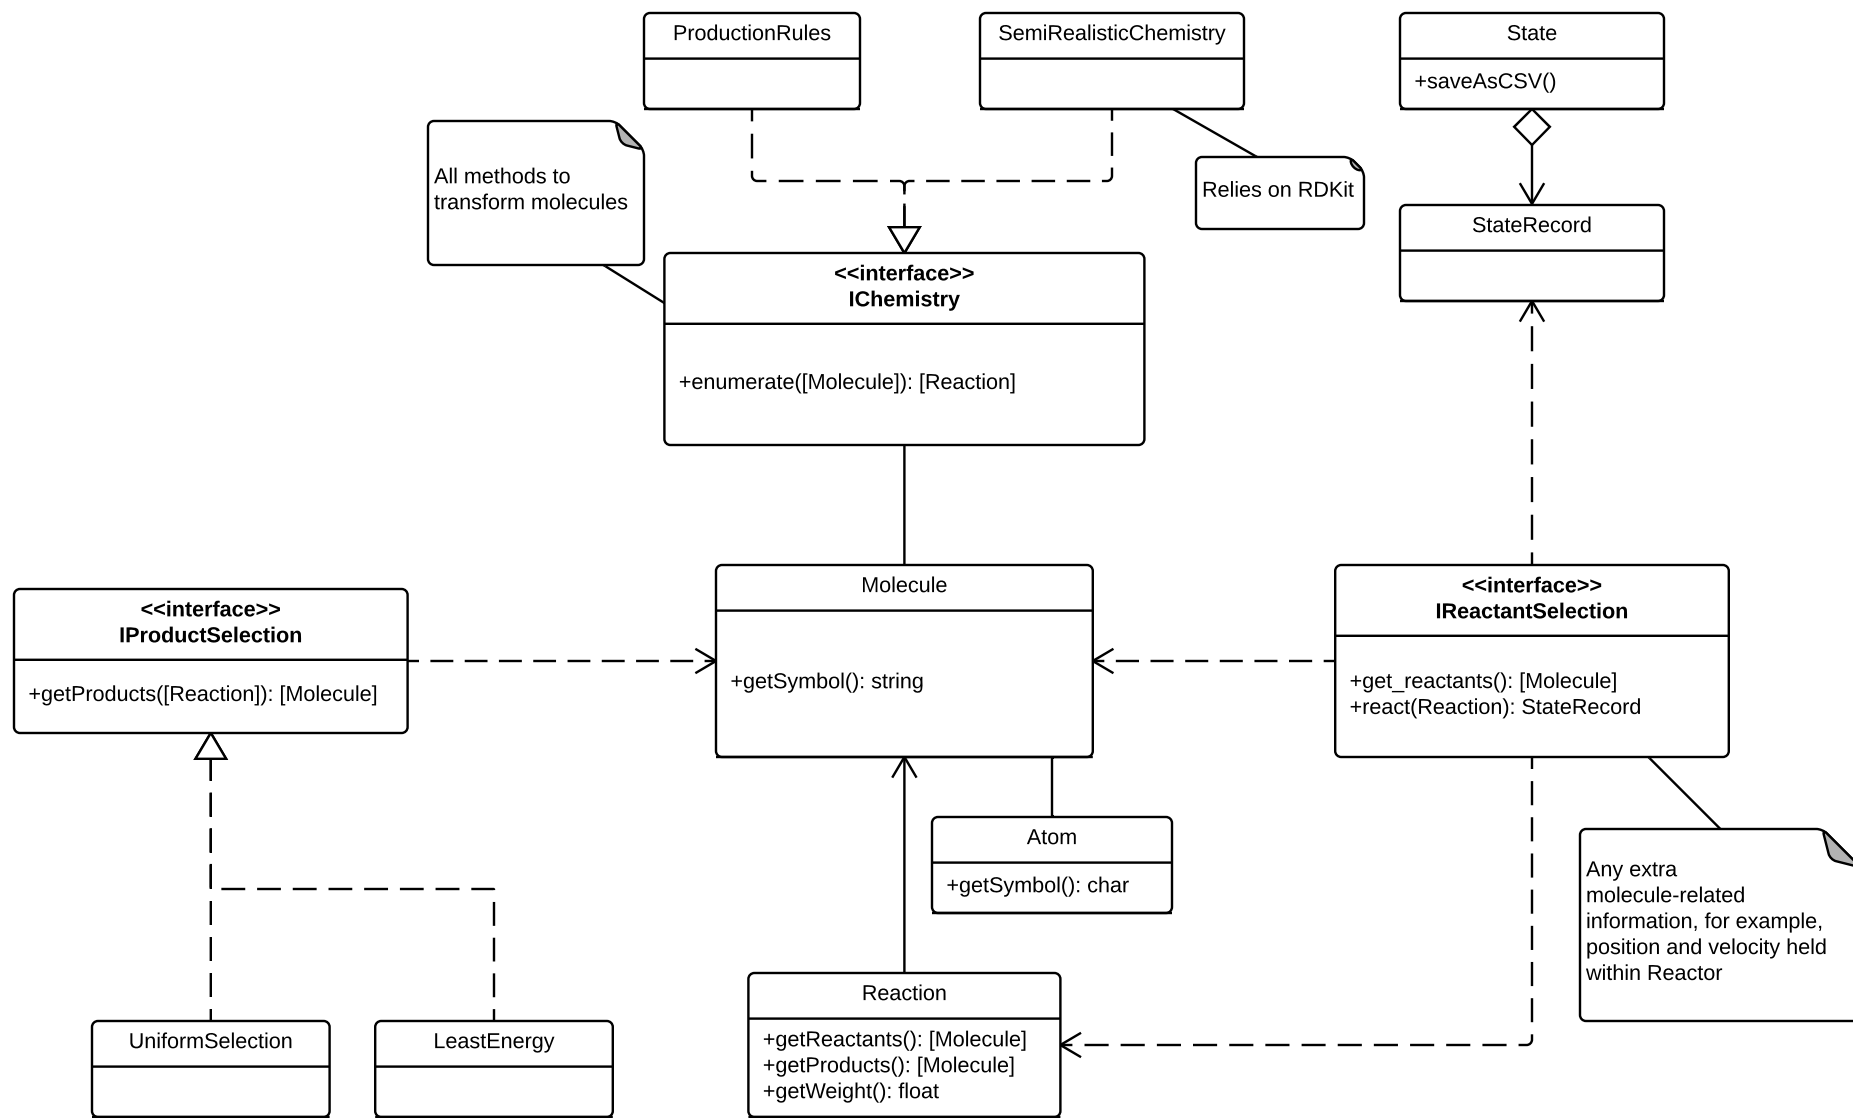 ProductionRules
SemiRealisticChemistry
State
+saveAsCSV()
All methods to
transform molecules
Relies on RDKit
StateRecord
<<interface>>
IChemistry
+enumerate([Molecule]): [Reaction]
<<interface>>
IProductSelection
+getProducts([Reaction]): [Molecule]
Molecule
+getSymbol(): string
<<interface>>
IReactantSelection
+get_reactants(): [Molecule]
+react(Reaction): StateRecord
Atom
+getSymbol(): char
Any extra
molecule-related
information, for example,
position and velocity held
within Reactor
UniformSelection
LeastEnergy
Reaction
+getReactants(): [Molecule]
+getProducts(): [Molecule]
+getWeight(): float